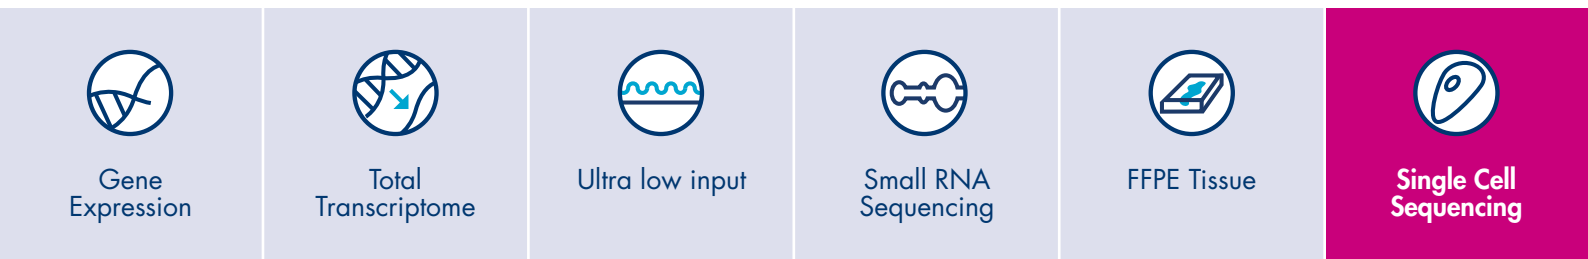 Gene
Expression
Total
Transcriptome
Ultra low input
Small RNA
Sequencing
FFPE Tissue
Single Cell
Sequencing